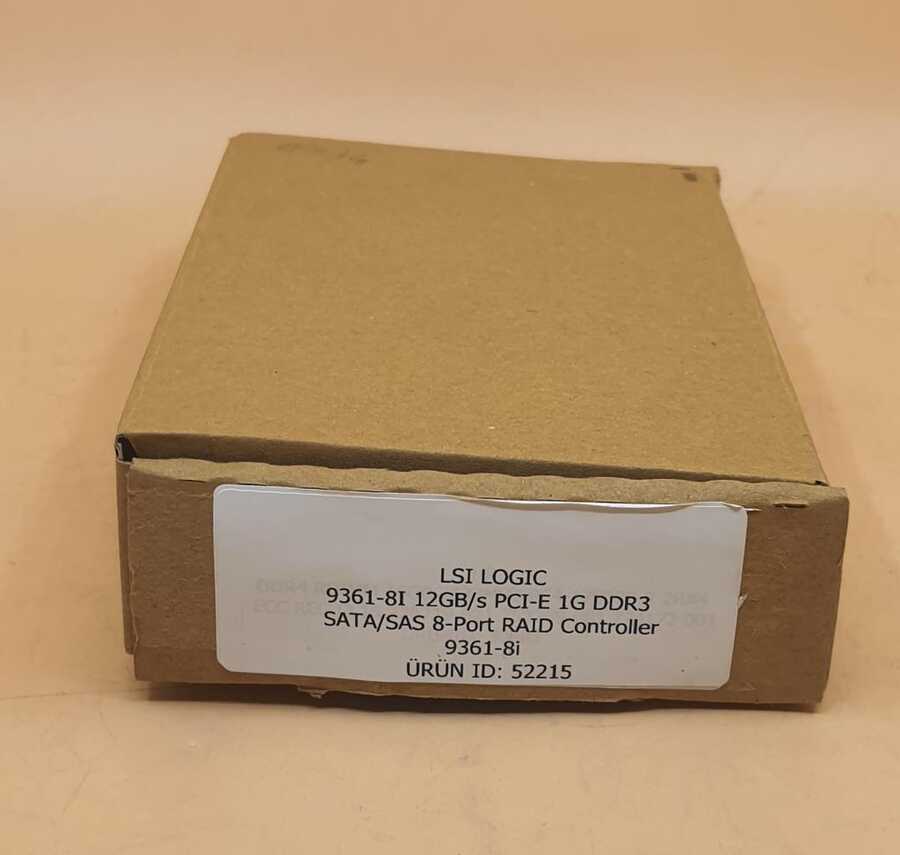 LSI LOGIC
9361-8I 12GB/s PCI-E 1G DDR3
SATA/SAS 8-Port RAID Controller
9361-8i
ÜRÜN ID: 52215